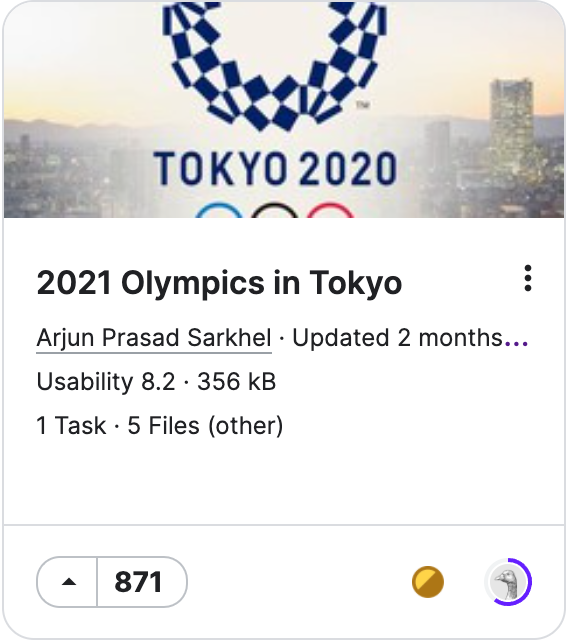 TM
TOKYO 2020
2021 Olympics in Tokyo
Arjun Prasad Sarkhel · Updated 2 months...
Usability 8.2 · 356 kB
1 Task · 5 Files (other)
871